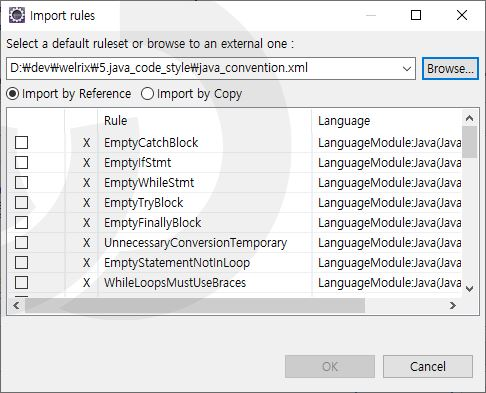 Import rules
Select a default ruleset or browse to an external one :
D:₩dev₩welrix₩5.java_code_style₩java_convention.xml
Browse...
Import by Reference Import by Copy
Rule Language
X EmptyCatchBlock LanguageModule:Java(Java
X EmptyIfStmt LanguageModule:Java(Java
X EmptyWhileStmt LanguageModule:Java(Java
X EmptyTryBlock LanguageModule:Java(Java
X EmptyFinallyBlock LanguageModule:Java(Java
X UnnecessaryConversionTemporary LanguageModule:Java(Java
X EmptyStatementNotInLoop LanguageModule:Java(Java
X WhileLoopsMustUseBraces LanguageModule:Java(Java
OK Cancel